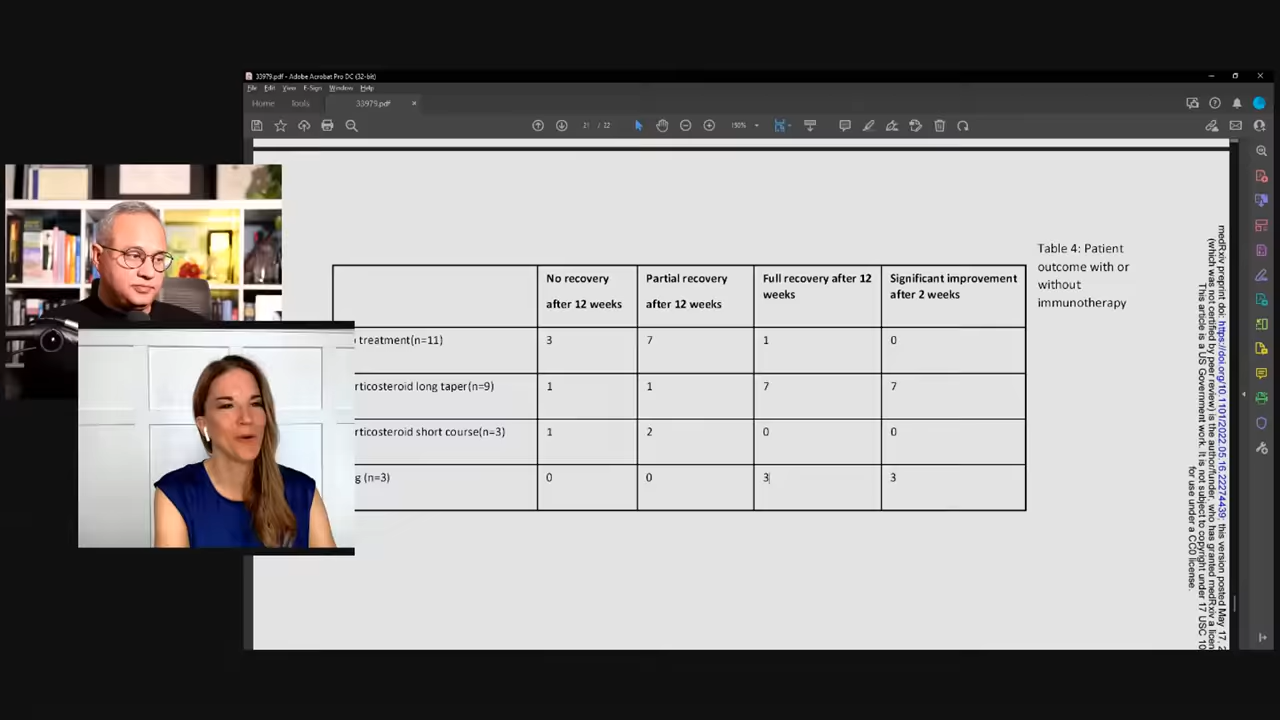 33979.pdf - Adobe Acrobat Pro DC (32-bit)
File Edit View E-Sign Window Help
Home Tools 33979.pdf ×
21 / 22 150%
Table 4: Patient
outcome with or
without
immunotherapy
No recovery
after 12 weeks
Partial recovery
after 12 weeks
Full recovery after 12
weeks
Significant improvement
after 2 weeks
treatment(n=11) 3 7 1 0
rticosteroid long taper(n=9) 1 1 7 7
rticosteroid short course(n=3) 1 2 0 0
g (n=3) 0 0 3 3
medRxiv preprint doi: https://doi.org/10.1101/2022.05.16.22274439; this version posted May 17, 2
(which was not certified by peer review) is the author/funder, who has granted medRxiv a licen
This article is a US Government work. It is not subject to copyright under 17 USC 10
for use under a CC0 license.